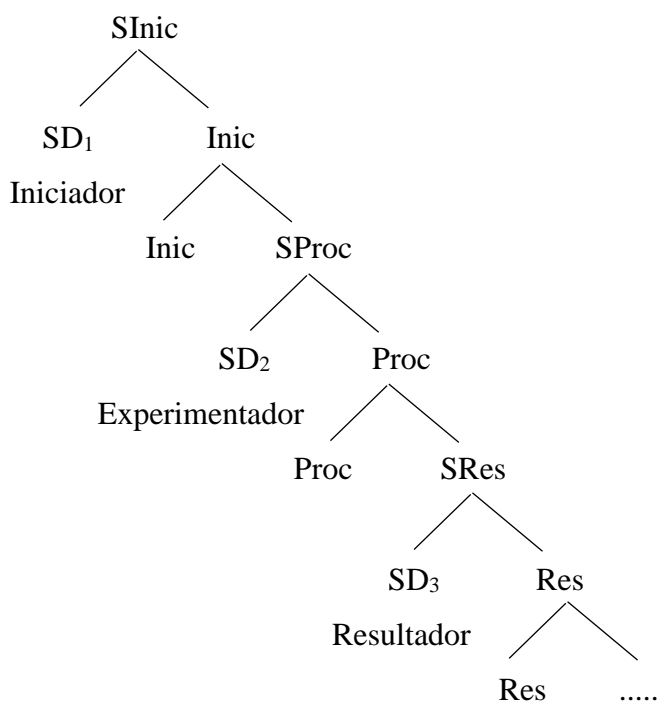 SInic
SD₁ Inic
Iniciador
Inic SProc
SD₂ Proc
Experimentador
Proc SRes
SD₃ Res
Resultador
Res .....